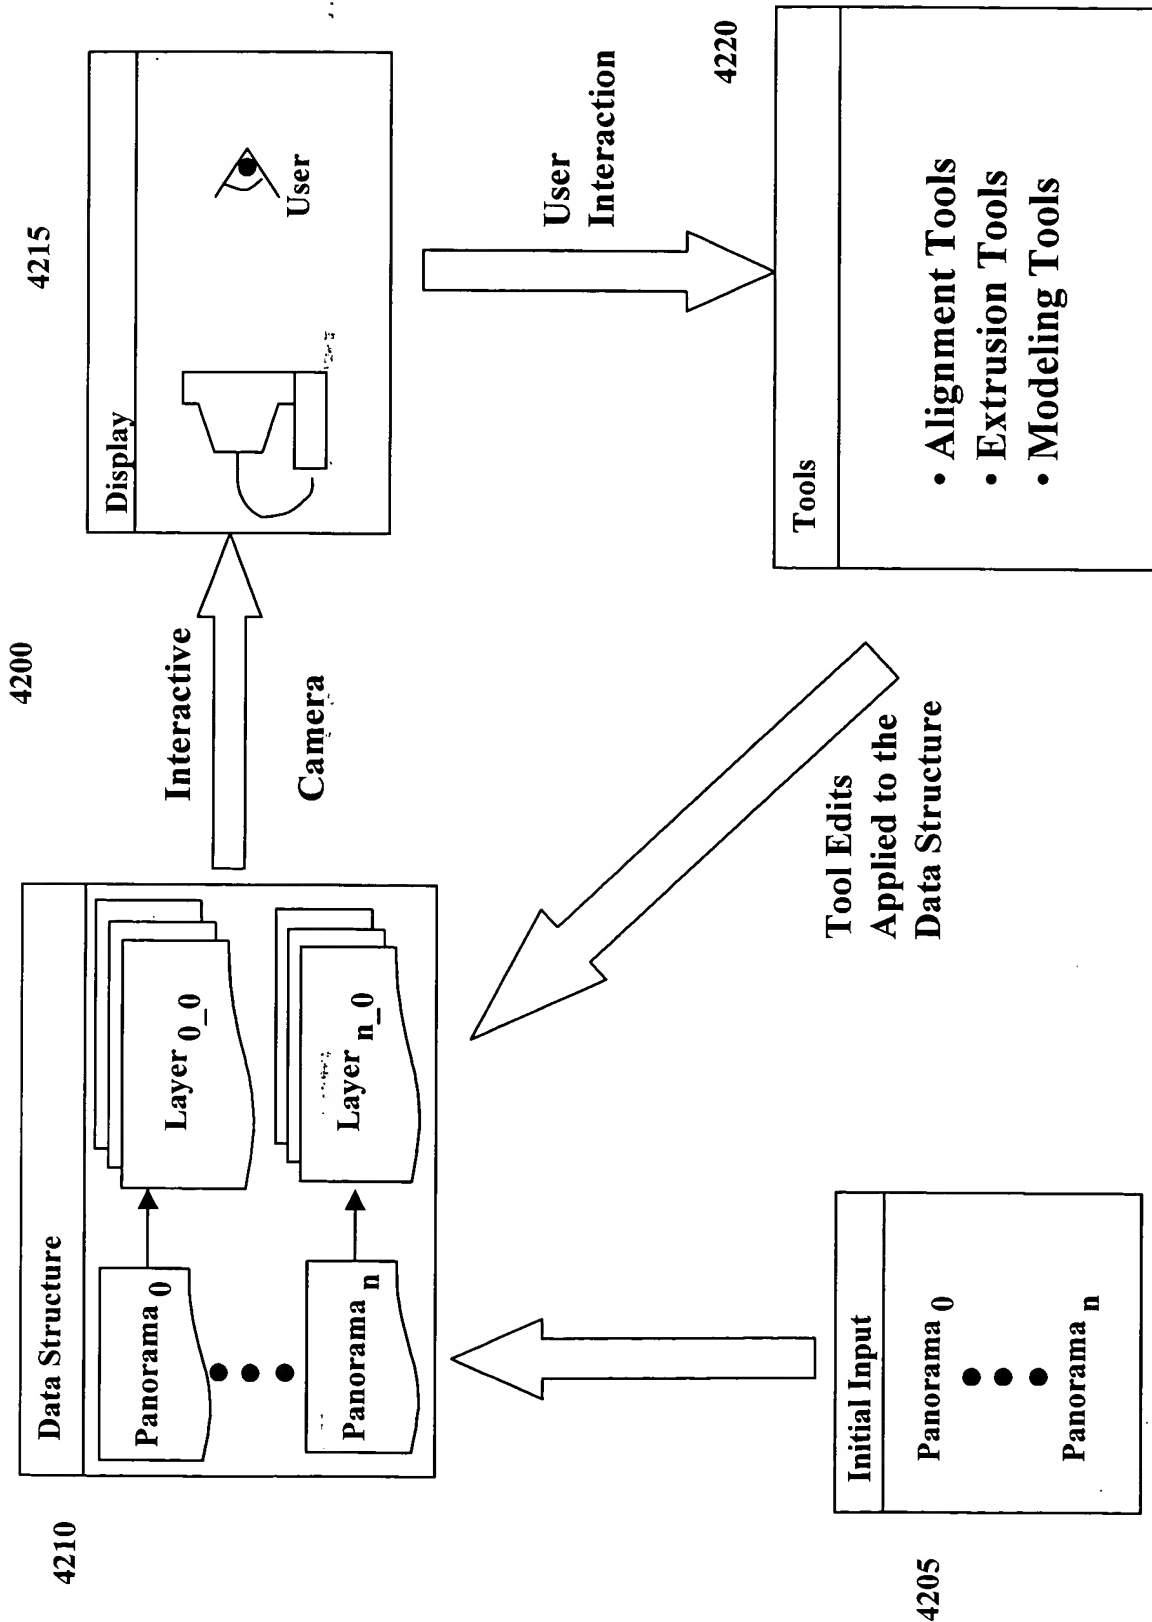 4200
4210
Data Structure
Panorama 0
Layer 0_0
Panorama n
Layer n_0
Interactive
Camera
4215
Display
User
4205
Initial Input
Panorama 0
Panorama n
Tool Edits
Applied to the
Data Structure
User
Interaction
4220
Tools
• Alignment Tools
• Extrusion Tools
• Modeling Tools